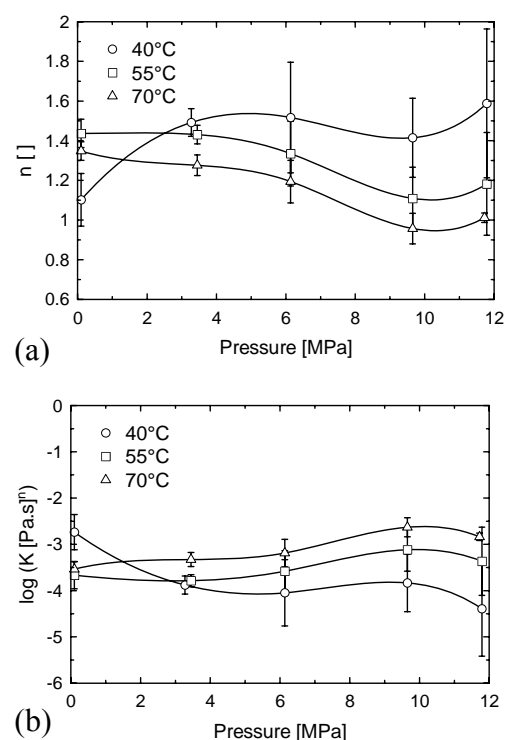 2
1.8
1.6
1.4
1.2
1
0.8
0.6
n [ ]
40°C
55°C
70°C
0 2 4 6 8 10 12
Pressure [MPa]
(a)
0
-1
-2
-3
-4
-5
-6
log (K [Pa.s]ⁿ)
40°C
55°C
70°C
0 2 4 6 8 10 12
Pressure [MPa]
(b)